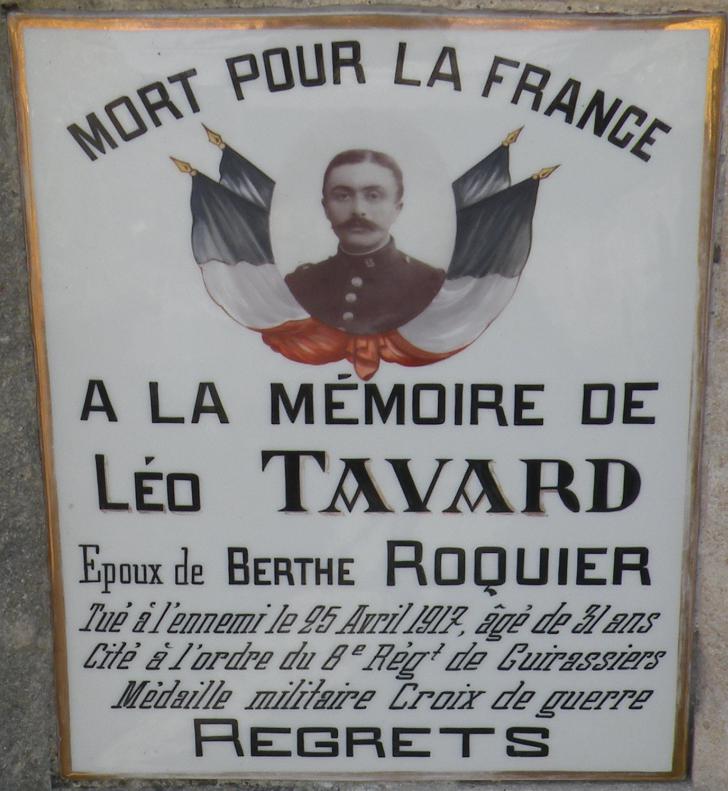 MORT POUR LA FRANCE
A LA MÉMOIRE DE
LÉO TAVARD
Epoux de BERTHE ROQUIER
Tué à l'ennemi le 25 Avril 1917, âgé de 31 ans
Cité à l'ordre du 8e Régt de Cuirassiers
Médaille militaire Croix de guerre
REGRETS